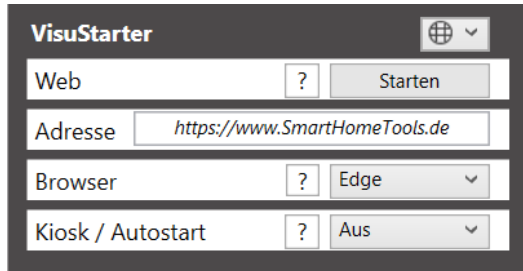 VisuStarter
Web ? Starten
Adresse https://www.SmartHomeTools.de
Browser ? Edge
Kiosk / Autostart ? Aus